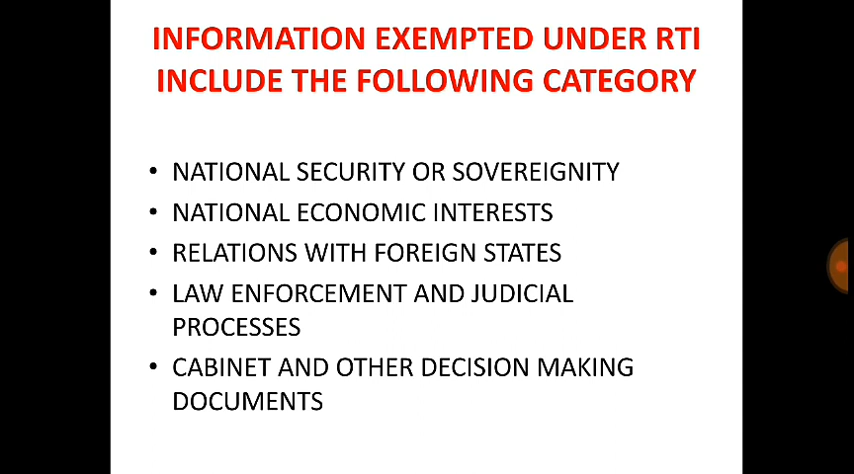 INFORMATION EXEMPTED UNDER RTI
INCLUDE THE FOLLOWING CATEGORY
• NATIONAL SECURITY OR SOVEREIGNITY
• NATIONAL ECONOMIC INTERESTS
• RELATIONS WITH FOREIGN STATES
• LAW ENFORCEMENT AND JUDICIAL
PROCESSES
• CABINET AND OTHER DECISION MAKING
DOCUMENTS